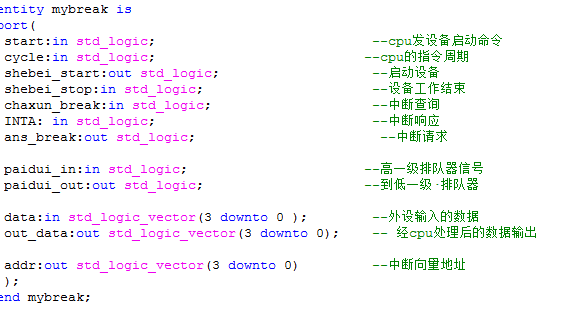 entity mybreak is
port(
start:in std_logic; --cpu发设备启动命令
cycle:in std_logic; --cpu的指令周期
shebei_start:out std_logic; --启动设备
shebei_stop:in std_logic; --设备工作结束
chaxun_break:in std_logic; --中断查询
INTA: in std_logic; --中断响应
ans_break:out std_logic; --中断请求
paidui_in:in std_logic; --高一级排队器信号
paidui_out:out std_logic; --到低一级-排队器
data:in std_logic_vector(3 downto 0 ); --外设输入的数据
out_data:out std_logic_vector(3 downto 0); -- 经cpu处理后的数据输出
addr:out std_logic_vector(3 downto 0) --中断向量地址
);
end mybreak;